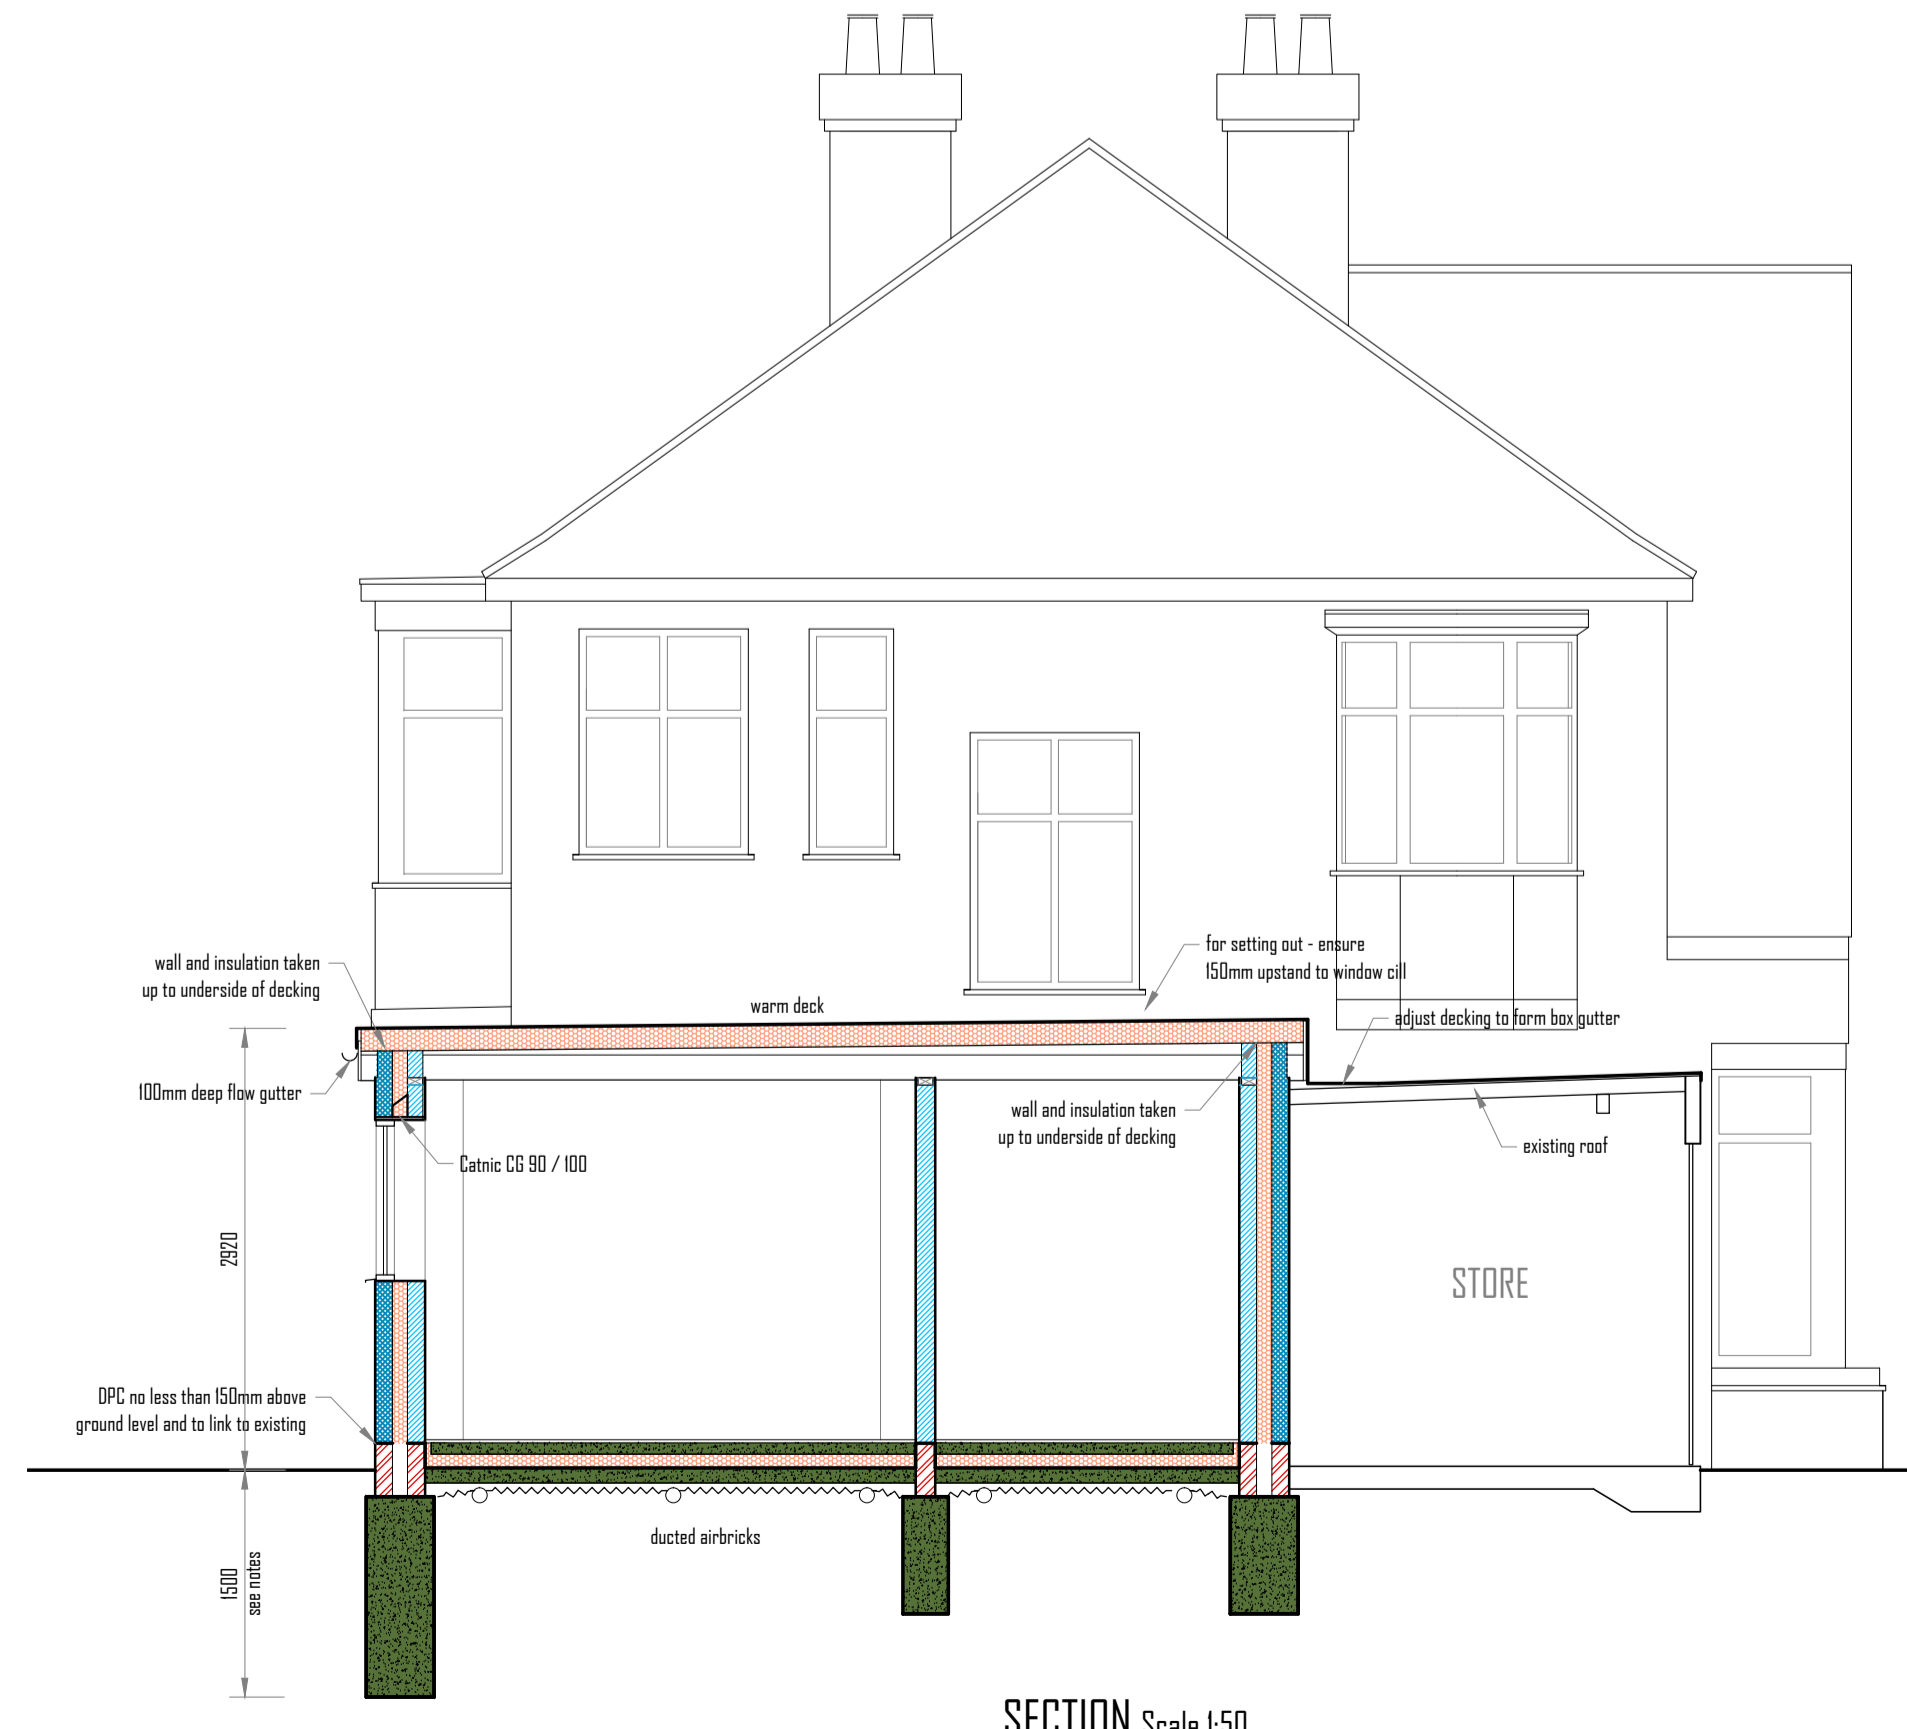 for setting out - ensure
150mm upstand to window cill
wall and insulation taken
up to underside of decking
warm deck
adjust decking to form box gutter
100mm deep flow gutter
wall and insulation taken
up to underside of decking
existing roof
Catnic CG 90 / 100
2920
STORE
DPC no less than 150mm above
ground level and to link to existing
ducted airbricks
1500
see notes
SECTION Scale 1:50